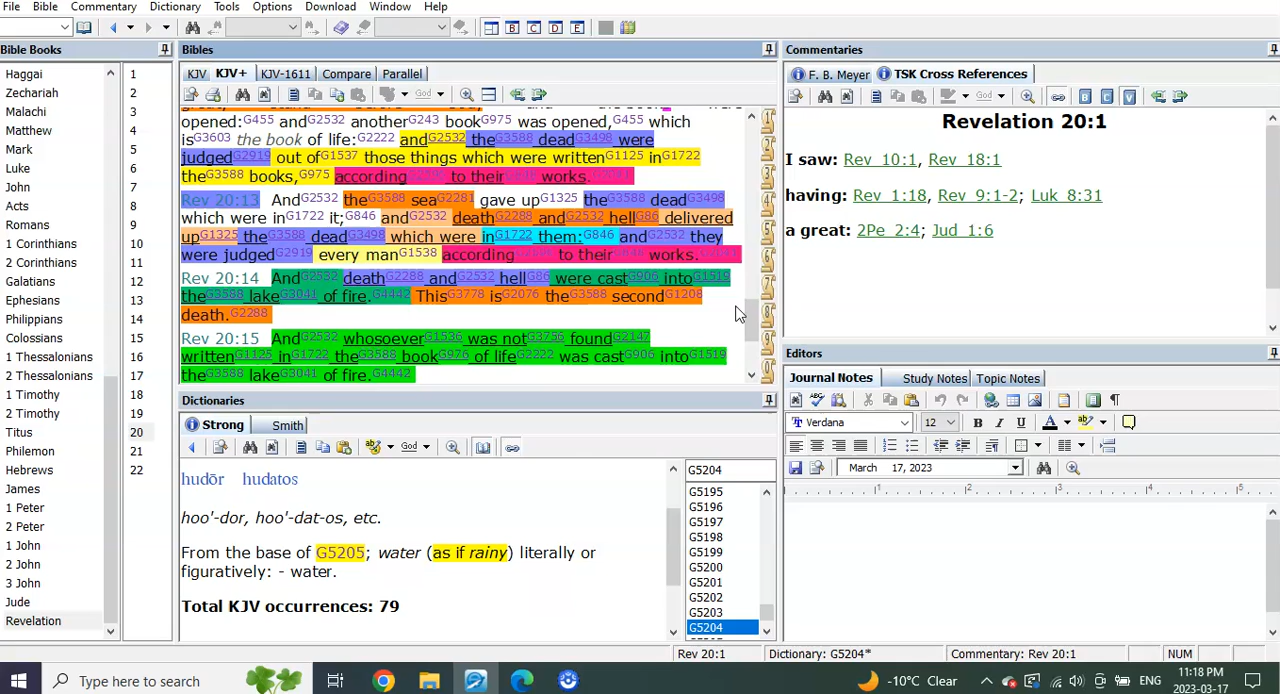 File Bible Commentary Dictionary Tools Options Download Window Help
B C D E
Bible Books
Haggai
Zechariah
Malachi
Matthew
Mark
Luke
John
Acts
Romans
1 Corinthians
2 Corinthians
Galatians
Ephesians
Philippians
Colossians
1 Thessalonians
2 Thessalonians
1 Timothy
2 Timothy
Titus
Philemon
Hebrews
James
1 Peter
2 Peter
1 John
2 John
3 John
Jude
Revelation
1
2
3
4
5
6
7
8
9
10
11
12
13
14
15
16
17
18
19
20
21
22
Bibles
KJV KJV+ KJV-1611 Compare Parallel
God
opened:G455 andG2532 anotherG243 bookG975 was opened,G455 which
isG3603 the book of life:G2222 andG2532 theG3588 deadG3498 were
judgedG2919 out ofG1537 those things which were writtenG1125 inG1722
theG3588 books,G975 according to their works.
Rev 20:13 AndG2532 theG3588 seaG2281 gave upG1325 theG3588 deadG3498
which were inG1722 it;G846 andG2532 deathG2288 andG2532 hellG86 delivered
upG1325 theG3588 deadG3498 which were inG1722 them:G846 andG2532 they
were judgedG2919 every manG1538 according to their works.
Rev 20:14 AndG2532 deathG2288 andG2532 hellG86 were castG906 intoG1519
theG3588 lakeG3041 of fire.G4442 ThisG3778 isG2076 theG3588 secondG1208
death.G2288
Rev 20:15 AndG2532 whosoeverG1536 was notG3756 foundG2147
writtenG1125 inG1722 theG3588 bookG976 of lifeG2222 was castG906 intoG1519
theG3588 lakeG3041 of fire.G4442
Dictionaries
Strong Smith
God
hudōr hudatos
hoo'-dor, hoo'-dat-os, etc.
From the base of G5205; water (as if rainy) literally or
figuratively: - water.
Total KJV occurrences: 79
G5204
G5195
G5196
G5197
G5198
G5199
G5200
G5201
G5202
G5203
G5204
Commentaries
F. B. Meyer TSK Cross References
God B C V
Revelation 20:1
I saw: Rev 10:1, Rev 18:1
having: Rev 1:18, Rev 9:1-2; Luk 8:31
a great: 2Pe 2:4; Jud 1:6
Editors
Journal Notes Study Notes Topic Notes
Verdana 12 B I U A ab
March 17, 2023
1 2 3 4 5
Rev 20:1 Dictionary: G5204* Commentary: Rev 20:1 NUM
Type here to search
-10°C Clear ENG 11:18 PM
2023-03-17